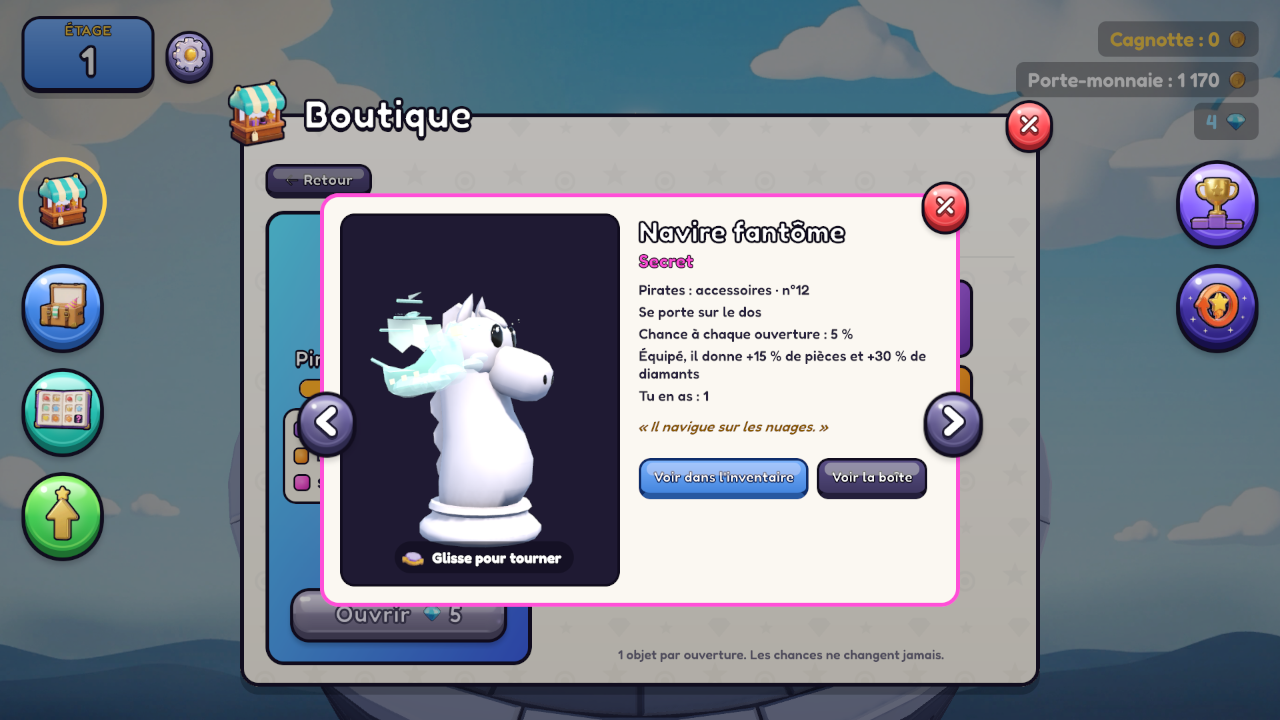 ÉTAGE
1
Cagnotte : 0
Porte-monnaie : 1 170
4
Boutique
← Retour
Navire fantôme
Secret
Pirates : accessoires · n°12
Se porte sur le dos
Chance à chaque ouverture : 5 %
Équipé, il donne +15 % de pièces et +30 % de
diamants
Tu en as : 1
« Il navigue sur les nuages. »
Voir dans l'inventaire
Voir la boîte
Glisse pour tourner
Ouvrir 5
1 objet par ouverture. Les chances ne changent jamais.